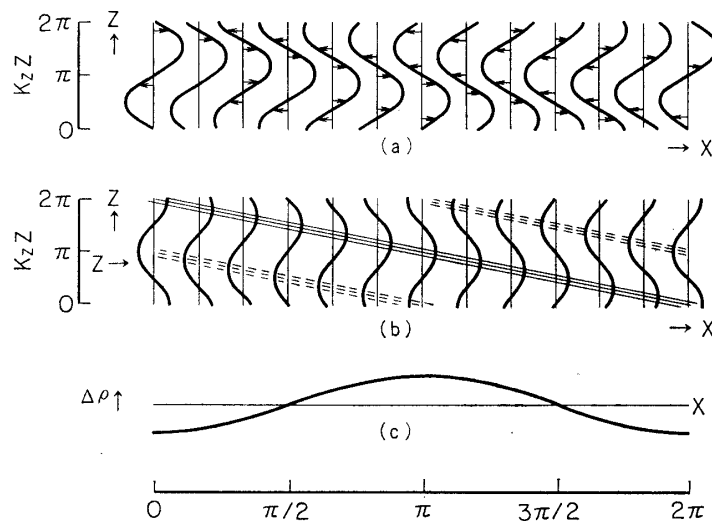 2π Z ↑
K_z Z π
0
(a) → X
2π Z ↑
K_z Z π
Z →
0
(b) → X
Δρ ↑ X
(c)
0 π/2 π 3π/2 2π